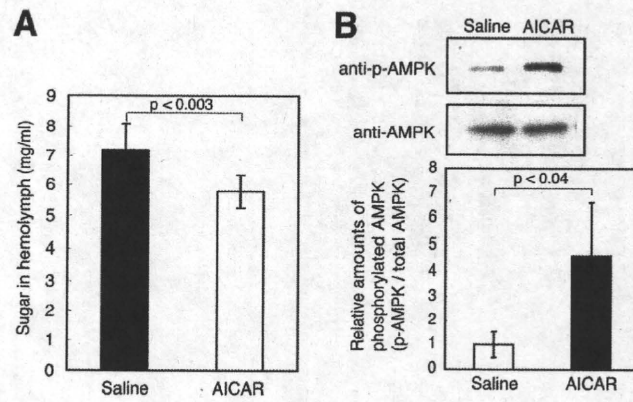 A
Sugar in hemolymph (mg/ml)
9
8
7
6
5
4
3
2
1
0
p < 0.003
Saline
AICAR
B
Saline AICAR
anti-p-AMPK
anti-AMPK
Relative amounts of
phosphorylated AMPK
(p-AMPK / total AMPK)
8
7
6
5
4
3
2
1
0
p < 0.04
Saline
AICAR